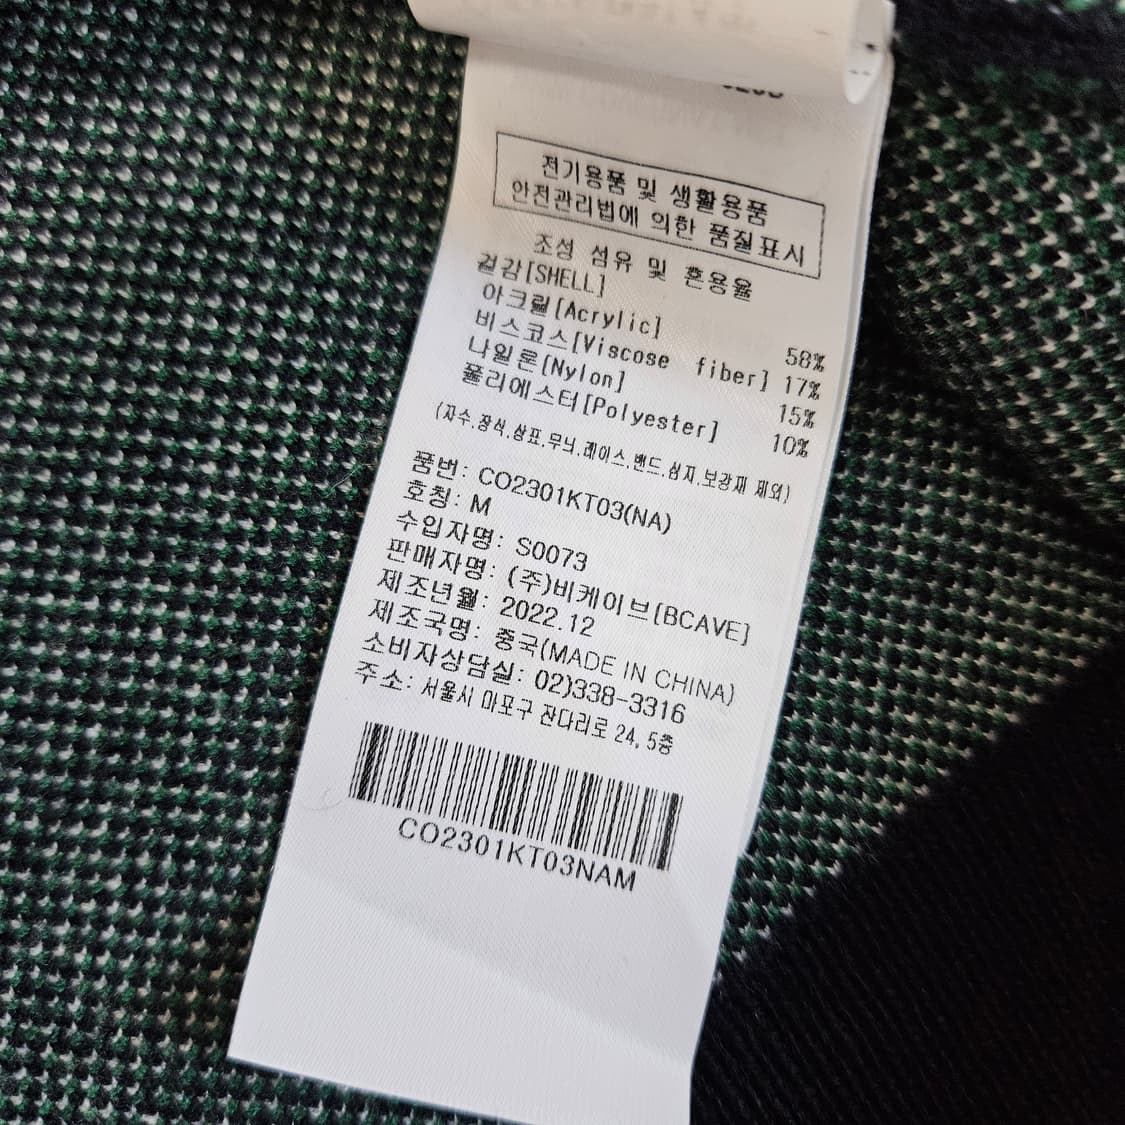 전기용품 및 생활용품
안전관리법에 의한 품질표시
조성 섬유 및 혼용율
겉감[SHELL]
아크릴[Acrylic] 58%
비스코스[Viscose fiber] 17%
나일론[Nylon] 15%
폴리에스터[Polyester] 10%
(자수.장식.상표.무늬.레이스.밴드.심지.보강재 제외)
품번: CO2301KT03(NA)
호칭: M
수입자명: S0073
판매자명: (주)비케이브[BCAVE]
제조년월: 2022.12
제조국명: 중국(MADE IN CHINA)
소비자상담실: 02)338-3316
주소: 서울시 마포구 잔다리로 24, 5층
CO2301KT03NAM